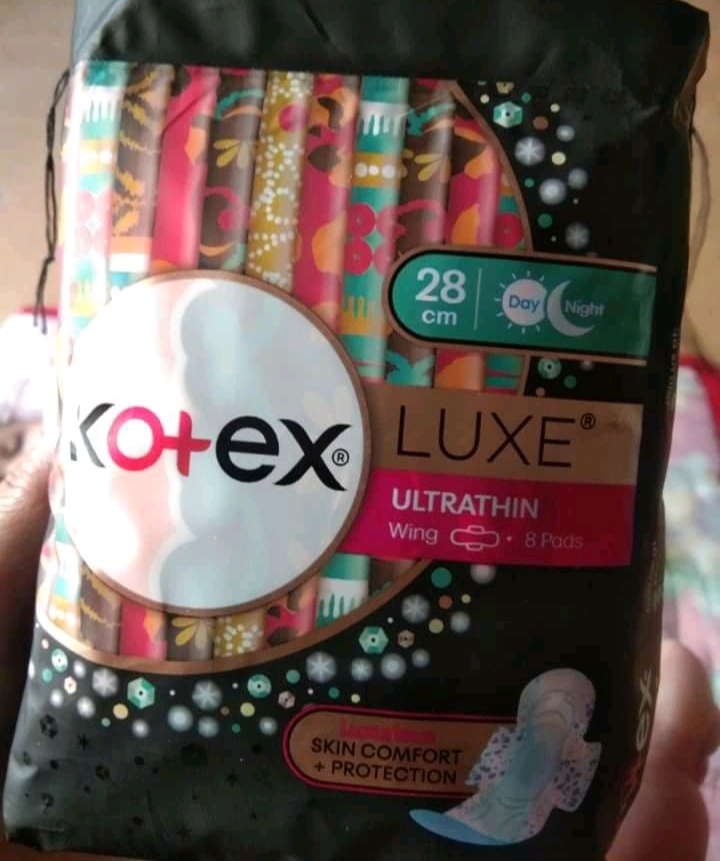 28
cm
Day
Night
kotex®
LUXE®
ULTRATHIN
Wing • 8 Pads
SKIN COMFORT
+ PROTECTION